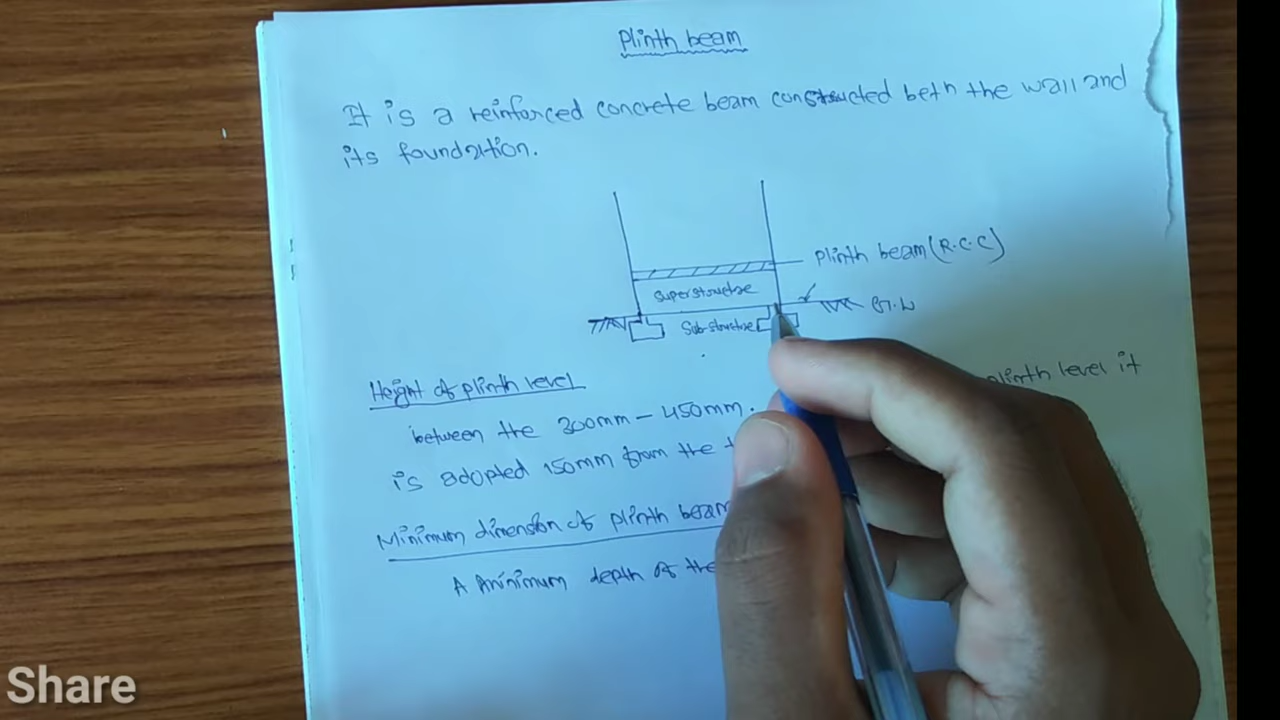 Plinth beam
It is a reinforced concrete beam constructed betn the wall and
its foundation.
Plinth beam (R.C.C)
superstructure
G.L
Sub-structure
Height of plinth level
plinth level it
between the 300mm - 450mm.
is adopted 150mm from the
Minimum dimension of plinth beam
A minimum depth of the
Share